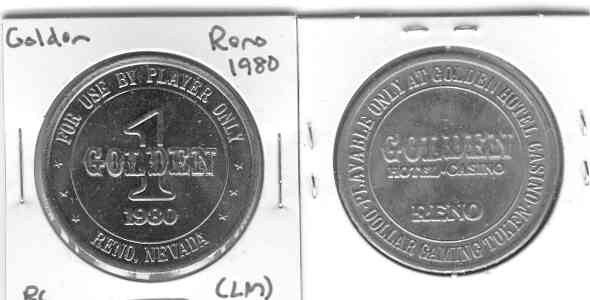 Golden
Reno
1980
FOR USE BY PLAYER ONLY
1
GOLDEN
1980
RENO, NEVADA
(LM)
PLAYABLE ONLY AT GOLDEN HOTEL CASINO
GOLDEN
HOTEL-CASINO
RENO
1-DOLLAR GAMING TOKEN